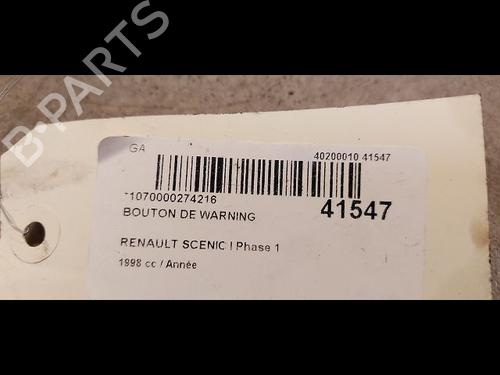 GA
40200010 41547
-1070000274216
BOUTON DE WARNING
41547
RENAULT SCENIC I Phase 1
1998 cc / Année
B-PARTS